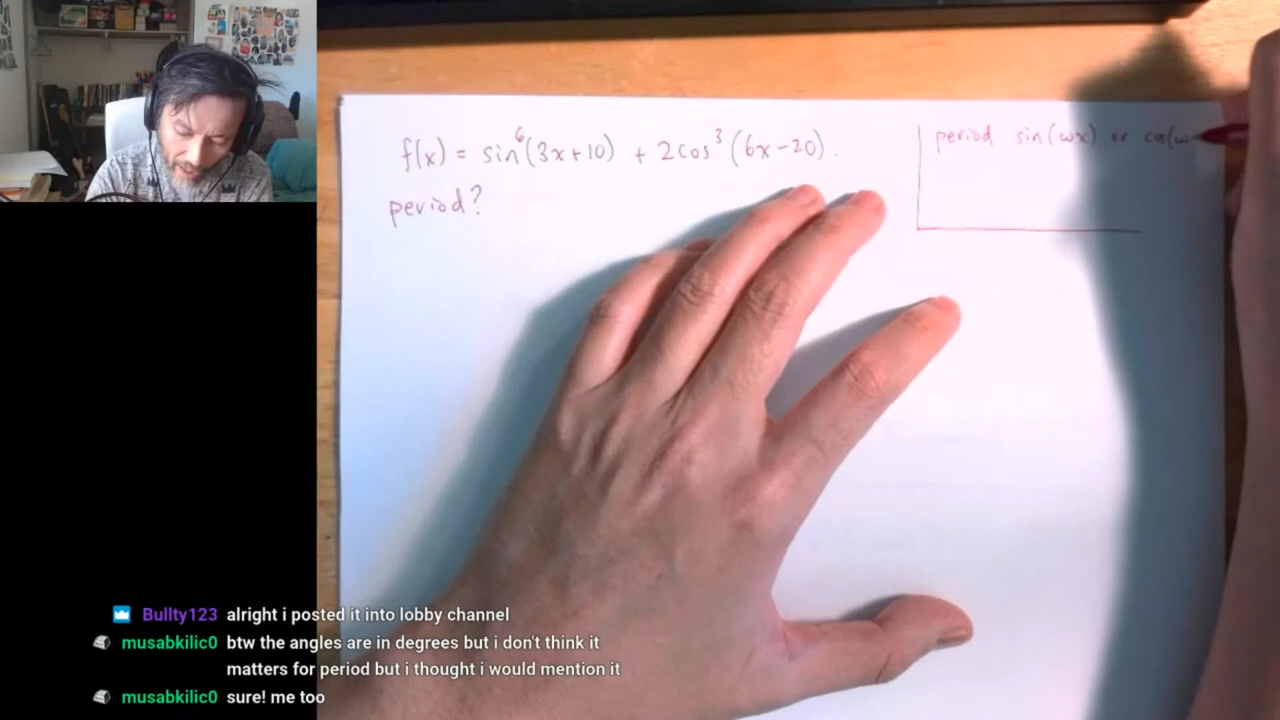 f(x) = sin⁶(3x+10) + 2cos³(6x-20).
period?
period sin(wx) or cos(w
Bullty123 alright i posted it into lobby channel
musabkilic0 btw the angles are in degrees but i don't think it
matters for period but i thought i would mention it
musabkilic0 sure! me too